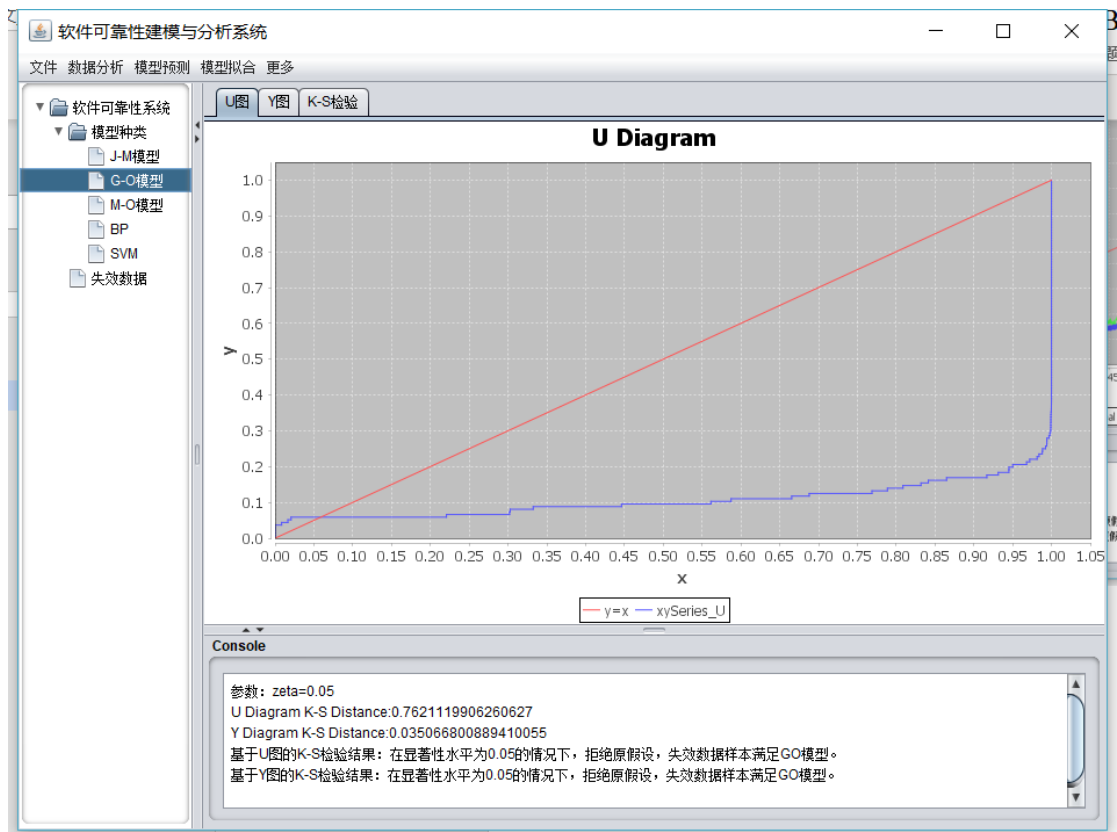 软件可靠性建模与分析系统
文件 数据分析 模型预测 模型拟合 更多
软件可靠性系统
模型种类
J-M模型
G-O模型
M-O模型
BP
SVM
失效数据
U图 Y图 K-S检验
U Diagram
1.0
0.9
0.8
0.7
0.6
0.5
0.4
0.3
0.2
0.1
0.0
y
0.00 0.05 0.10 0.15 0.20 0.25 0.30 0.35 0.40 0.45 0.50 0.55 0.60 0.65 0.70 0.75 0.80 0.85 0.90 0.95 1.00 1.05
x
y=x xySeries_U
Console
参数：zeta=0.05
U Diagram K-S Distance:0.7621119906260627
Y Diagram K-S Distance:0.035066800889410055
基于U图的K-S检验结果：在显著性水平为0.05的情况下，拒绝原假设，失效数据样本满足GO模型。
基于Y图的K-S检验结果：在显著性水平为0.05的情况下，拒绝原假设，失效数据样本满足GO模型。